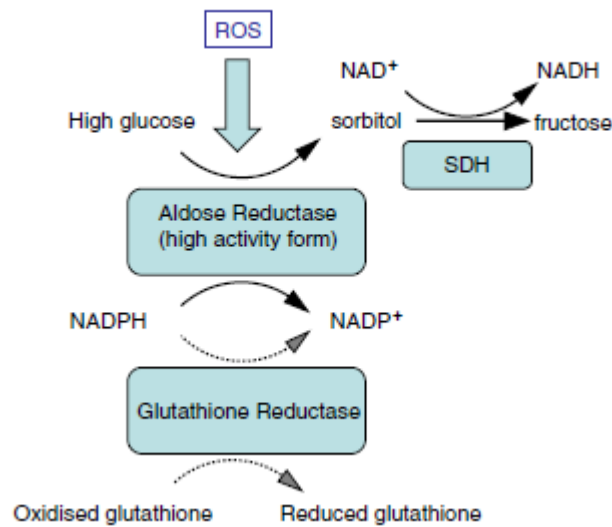 ROS
NAD+ NADH
High glucose sorbitol fructose
SDH
Aldose Reductase
(high activity form)
NADPH NADP+
Glutathione Reductase
Oxidised glutathione Reduced glutathione